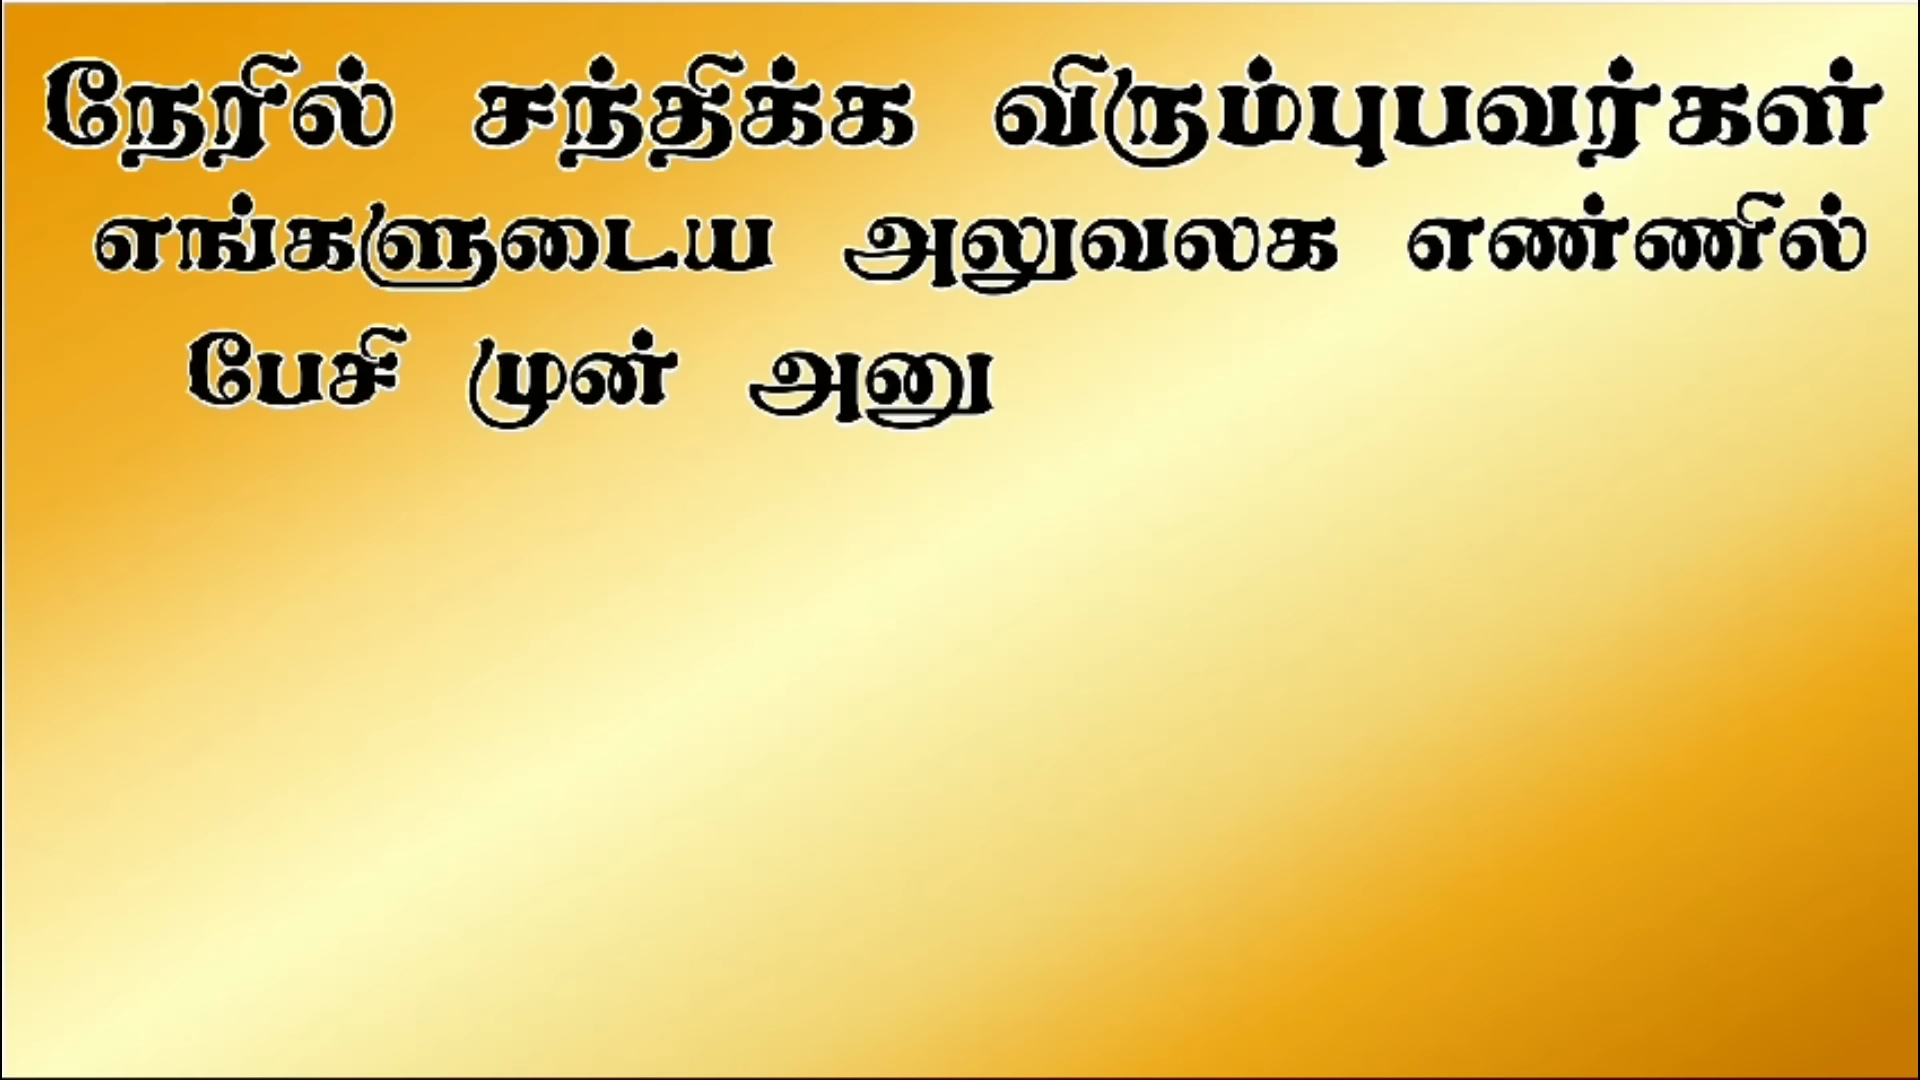 நேரில் சந்திக்க விரும்புபவர்கள்
எங்களுடைய அலுவலக எண்ணில்
பேசி முன் அனு